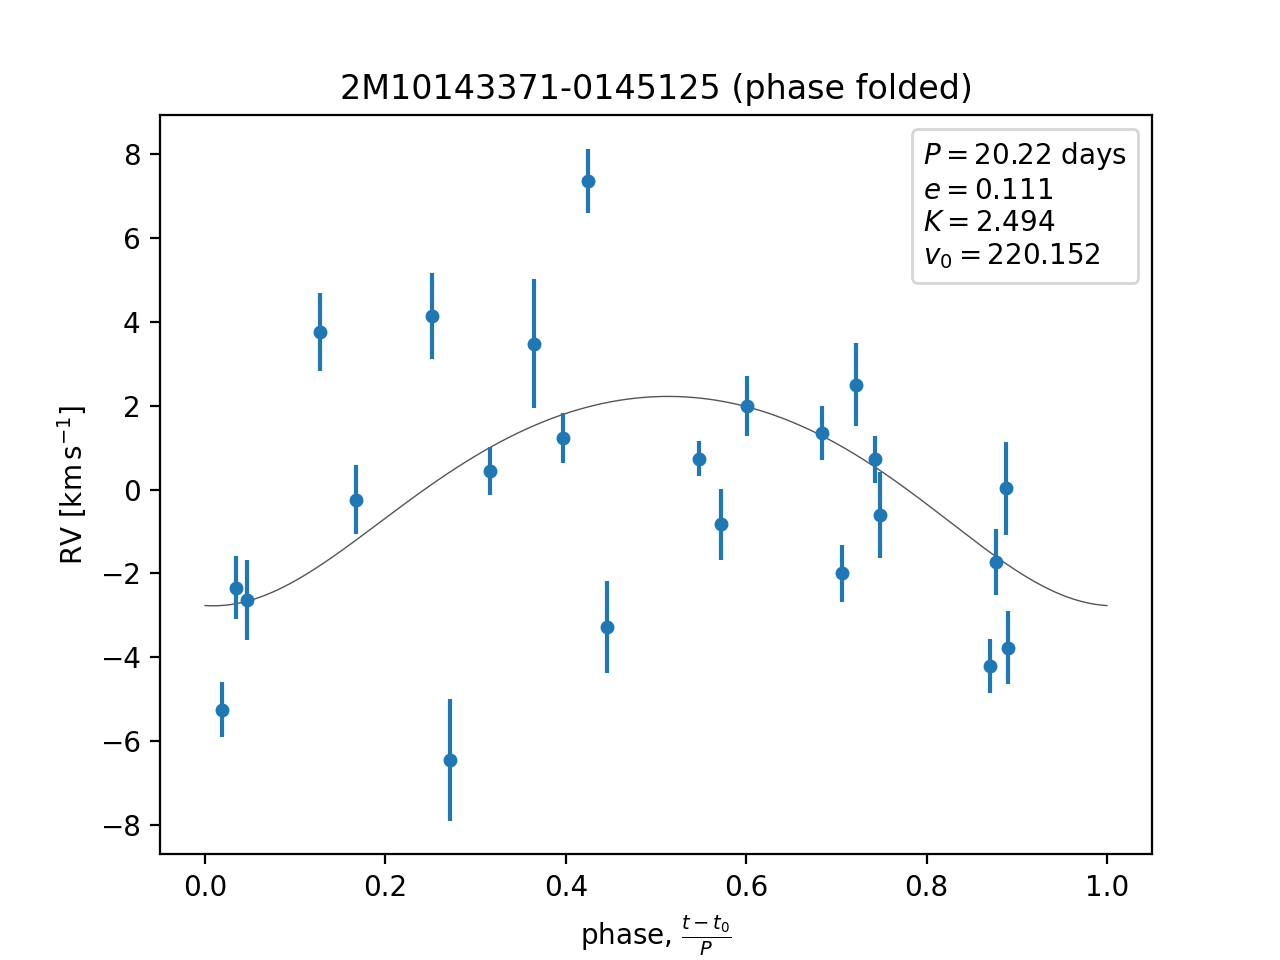 2M10143371-0145125 (phase folded)
P = 20.22 days
e = 0.111
K = 2.494
v₀ = 220.152
8
6
4
2
0
−2
−4
−6
−8
RV [km s⁻¹]
0.0 0.2 0.4 0.6 0.8 1.0
phase, (t − t₀)/P